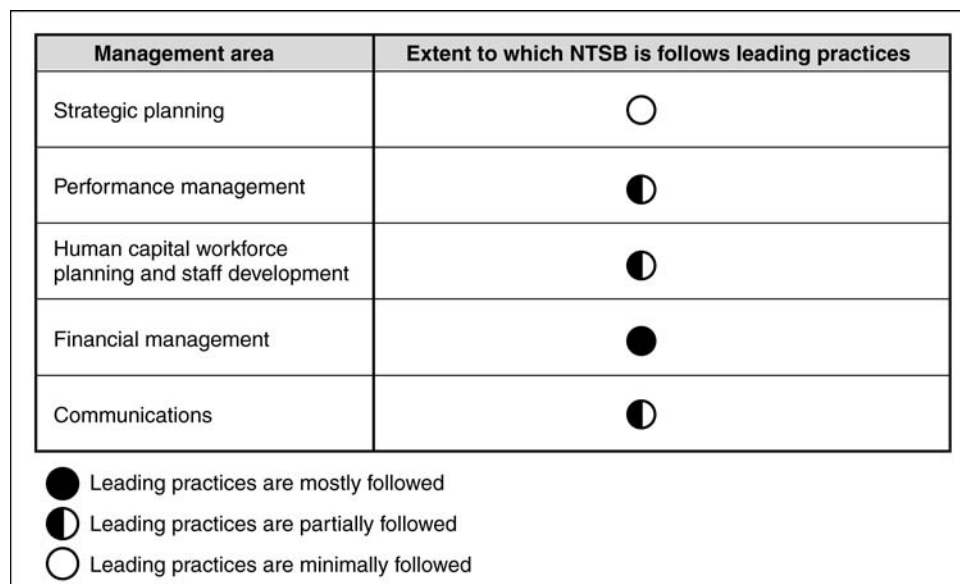 Management area
Extent to which NTSB is follows leading practices
Strategic planning
Performance management
Human capital workforce
planning and staff development
Financial management
Communications
Leading practices are mostly followed
Leading practices are partially followed
Leading practices are minimally followed